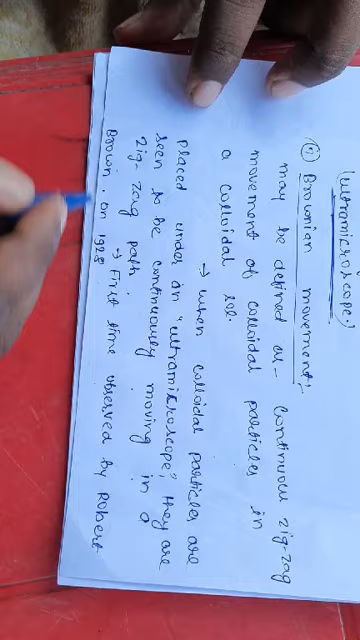 (ultramicroscope.)
Brownian movement:-
may be defined as- Continuous zig-zag
movement of colloidal particles in
a colloidal sol.
→ when colloidal particles are
placed under an "ultramicroscope", they are
seen to be continuously moving in a
zig-zag path.
→ First time observed by Robert
Brown. on 1928